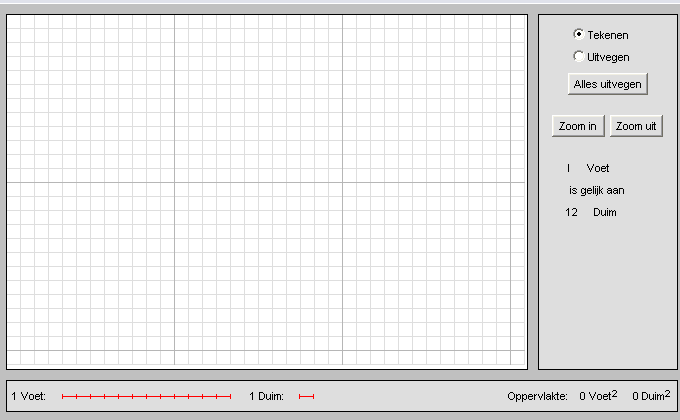 Tekenen
Uitvegen
Alles uitvegen
Zoom in Zoom uit
I Voet
is gelijk aan
12 Duim
1 Voet: 1 Duim: Oppervlakte: 0 Voet2 0 Duim2